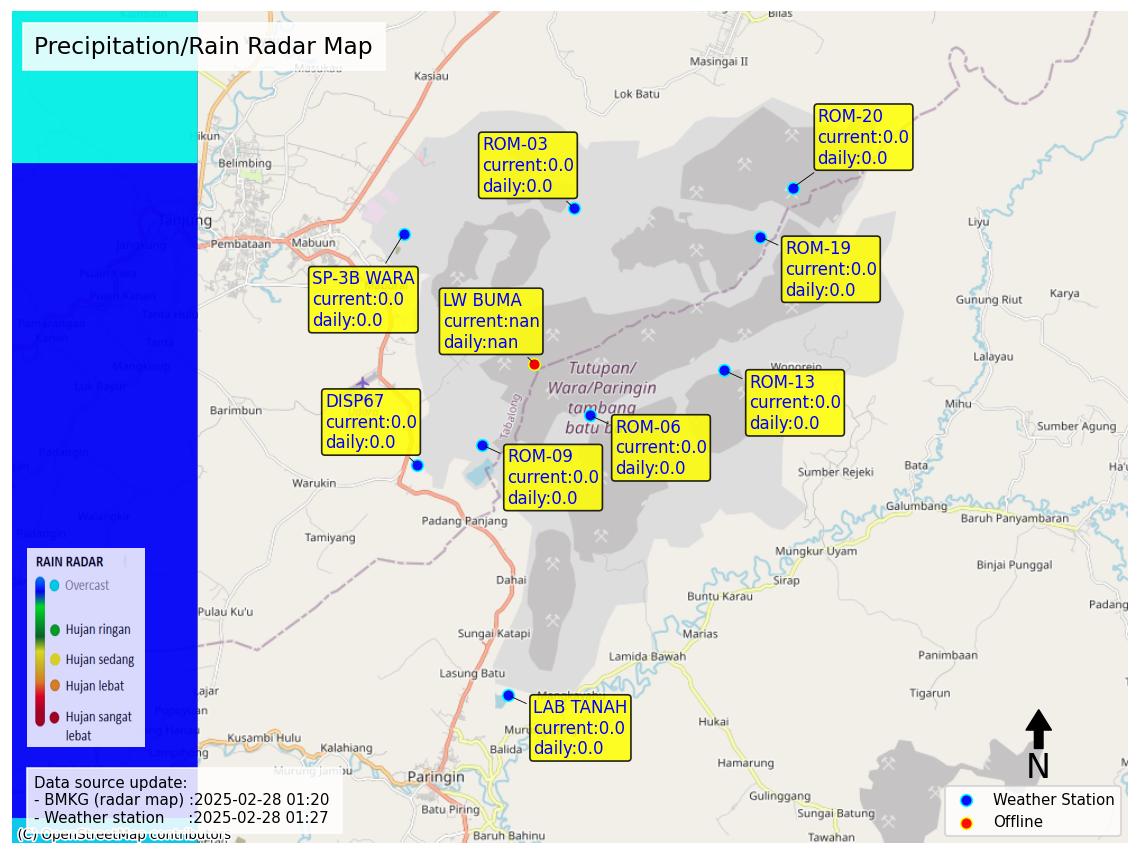 Precipitation/Rain Radar Map
Bilas
Masingai II
Kasiau
Lok Batu
Hikun
Belimbing
Tanjung
Jangkung
Pembataan
Mabuun
Liyu
Gunung Riut
Karya
Lalayau
Mihu
Sumber Agung
Bata
Sumber Rejeki
Galumbang
Baruh Panyambaran
Mungkur Uyam
Binjai Punggal
Sirap
Buntu Karau
Padang
Marias
Panimbaan
Lamida Bawah
Tigarun
Hukai
Hamarung
Gulinggang
Sungai Batung
Tawahan
Wonorejo
Tutupan/
Wara/Paringin
tambang
batu b
Tabalong
ROM-20
current:0.0
daily:0.0
ROM-03
current:0.0
daily:0.0
ROM-19
current:0.0
daily:0.0
SP-3B WARA
current:0.0
daily:0.0
LW BUMA
current:nan
daily:nan
ROM-13
current:0.0
daily:0.0
DISP67
current:0.0
daily:0.0
ROM-06
current:0.0
daily:0.0
ROM-09
current:0.0
daily:0.0
LAB TANAH
current:0.0
daily:0.0
Tanta
Mangkusip
Luk Bayur
Barimbun
Padangin
Warukin
Padang Panjang
Tamiyang
Dahai
Pulau Ku'u
Sungai Katapi
Lasung Batu
Balida
Kusambi Hulu
Kalahiang
Murung Jambu
Paringin
Batu Piring
Baruh Bahinu
RAIN RADAR
Overcast
Hujan ringan
Hujan sedang
Hujan lebat
Hujan sangat
lebat
Data source update:
- BMKG (radar map) :2025-02-28 01:20
- Weather station :2025-02-28 01:27
(C) OpenStreetMap contributors
N
Weather Station
Offline